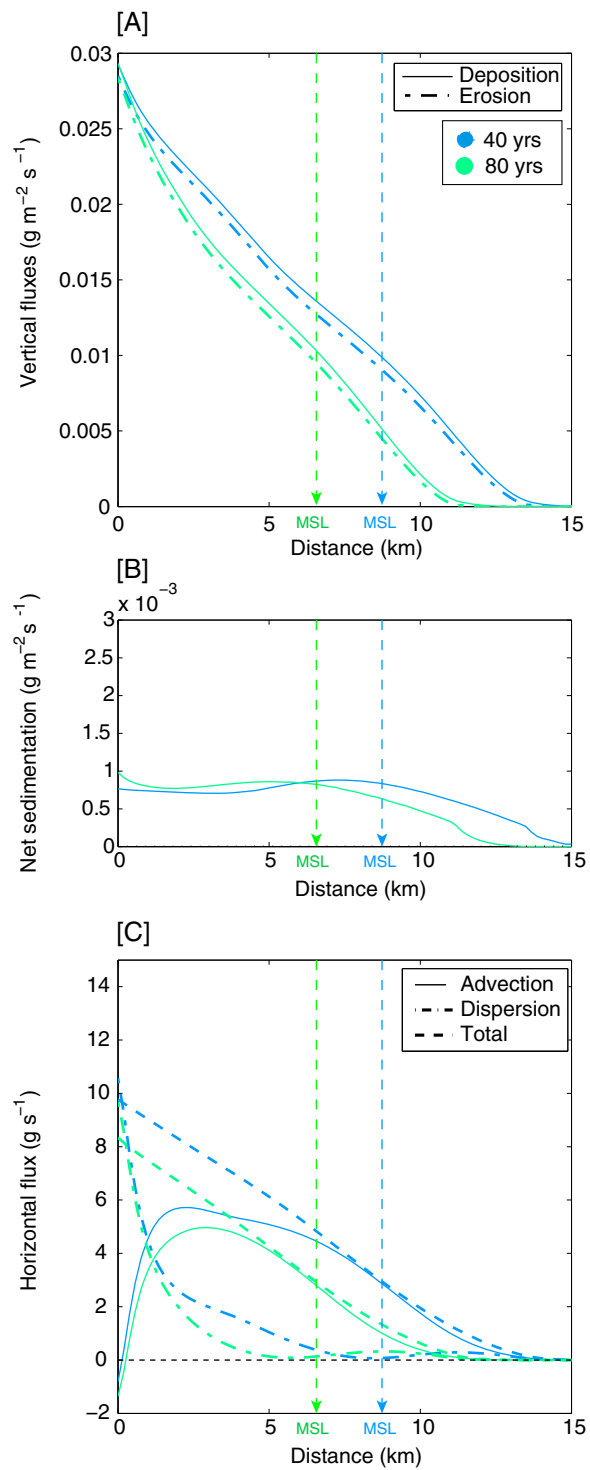 [A]
0.03
0.025
0.02
0.015
0.01
0.005
0
Vertical fluxes (g m⁻² s⁻¹)
Deposition
Erosion
40 yrs
80 yrs
0 5 10 15
MSL MSL
Distance (km)
[B]
x 10⁻³
3
2.5
2
1.5
1
0.5
0
Net sedimentation (g m⁻² s⁻¹)
0 5 10 15
MSL MSL
Distance (km)
[C]
14
12
10
8
6
4
2
0
−2
Horizontal flux (g s⁻¹)
Advection
Dispersion
Total
0 5 10 15
MSL MSL
Distance (km)